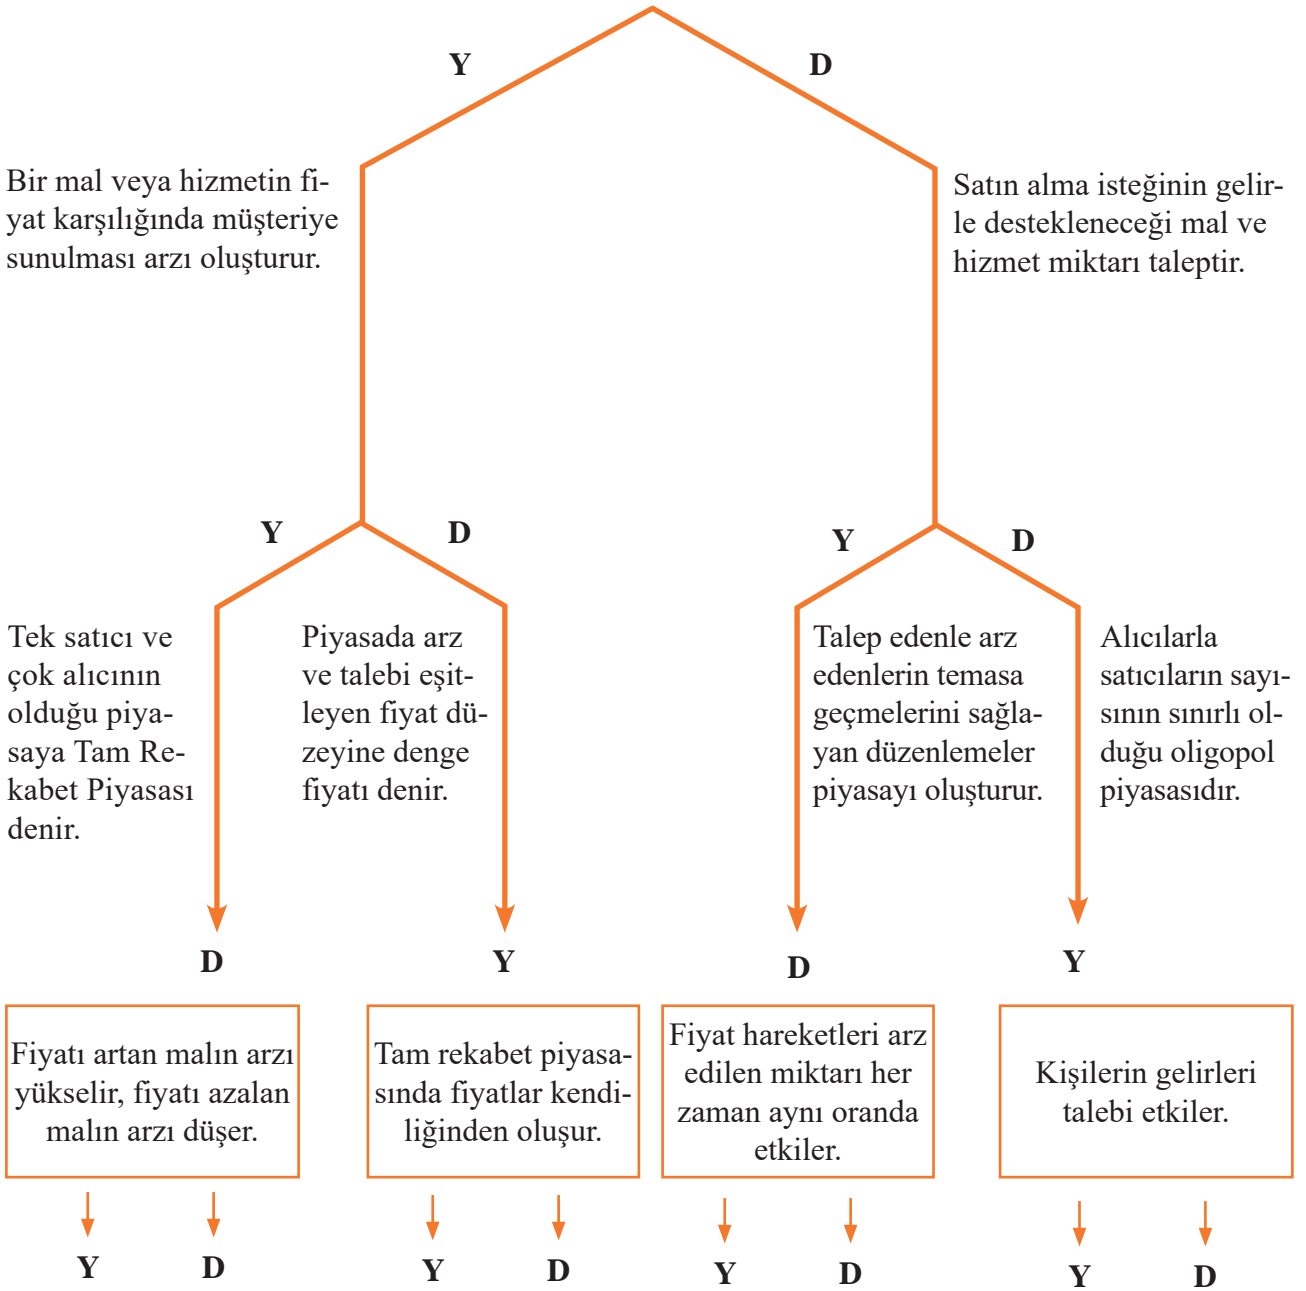 Y
D
Bir mal veya hizmetin fi-
yat karşılığında müşteriye
sunulması arzı oluşturur.
Satın alma isteğinin gelir-
le destekleneceği mal ve
hizmet miktarı taleptir.
Y
D
Y
D
Tek satıcı ve
çok alıcının
olduğu piya-
saya Tam Re-
kabet Piyasası
denir.
Piyasada arz
ve talebi eşit-
leyen fiyat dü-
zeyine denge
fiyatı denir.
Talep edenle arz
edenlerin temasa
geçmelerini sağla-
yan düzenlemeler
piyasayı oluşturur.
Alıcılarla
satıcıların sayı-
sının sınırlı ol-
duğu oligopol
piyasasıdır.
D
Y
D
Y
Fiyatı artan malın arzı
yükselir, fiyatı azalan
malın arzı düşer.
Tam rekabet piyasa-
sında fiyatlar kendi-
liğinden oluşur.
Fiyat hareketleri arz
edilen miktarı her
zaman aynı oranda
etkiler.
Kişilerin gelirleri
talebi etkiler.
Y
D
Y
D
Y
D
Y
D